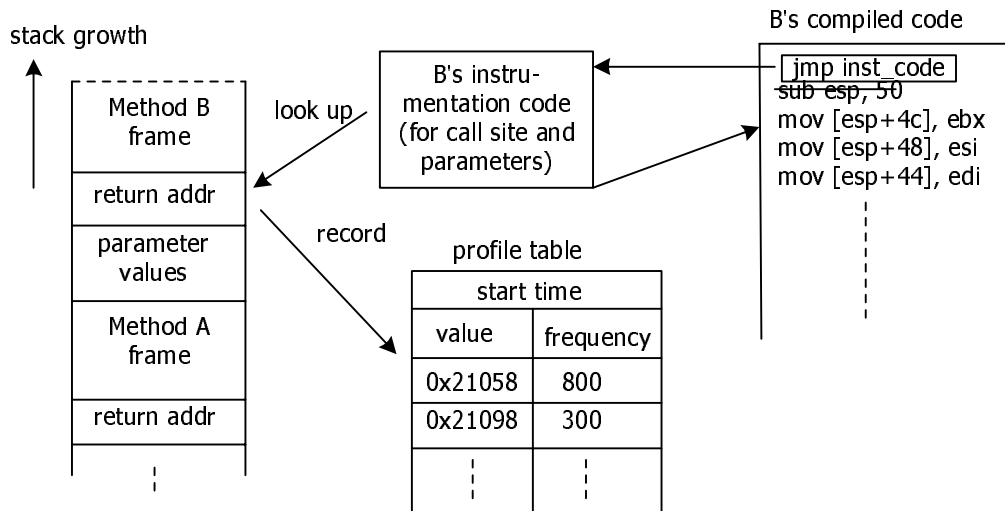 stack growth
Method B
frame
return addr
parameter
values
Method A
frame
return addr
look up
record
B's instru-
mentation code
(for call site and
parameters)
B's compiled code
jmp inst_code
sub esp, 50
mov [esp+4c], ebx
mov [esp+48], esi
mov [esp+44], edi
profile table
start time
value frequency
0x21058 800
0x21098 300